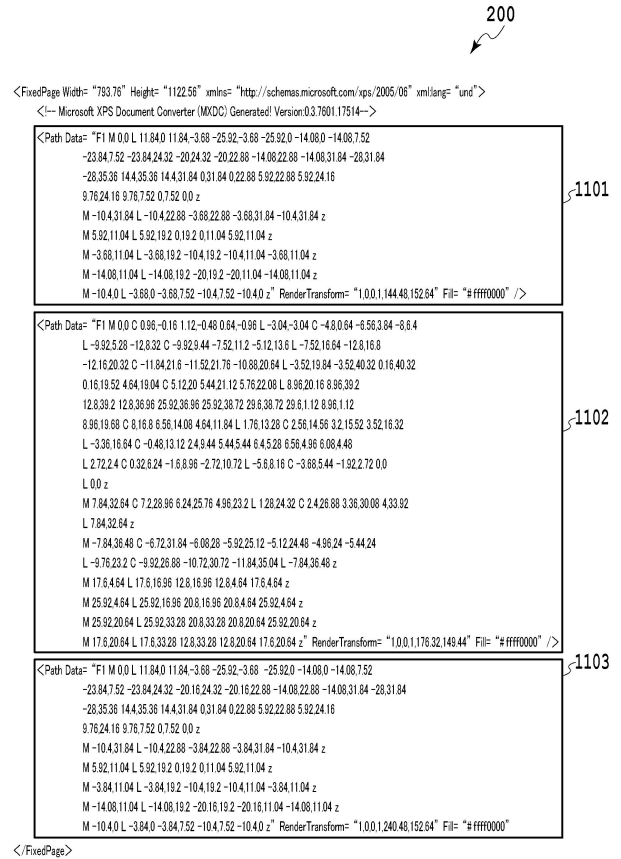 200
<FixedPage Width= “793.76” Height= “1122.56” xmlns= “http://schemas.microsoft.com/xps/2005/06” xml:lang= “und”>
<!-- Microsoft XPS Document Converter (MXDC) Generated! Version:0.3.7601.17514-->
<Path Data= “F1 M 0,0 L 11.84,0 11.84,-3.68 -25.92,-3.68 -25.92,0 -14.08,0 -14.08,7.52
-23.84,7.52 -23.84,24.32 -20,24.32 -20,22.88 -14.08,22.88 -14.08,31.84 -28,31.84
-28,35.36 14.4,35.36 14.4,31.84 0,31.84 0,22.88 5.92,22.88 5.92,24.16
9.76,24.16 9.76,7.52 0,7.52 0,0 z
M -10.4,31.84 L -10.4,22.88 -3.68,22.88 -3.68,31.84 -10.4,31.84 z
M 5.92,11.04 L 5.92,19.2 0,19.2 0,11.04 5.92,11.04 z
M -3.68,11.04 L -3.68,19.2 -10.4,19.2 -10.4,11.04 -3.68,11.04 z
M -14.08,11.04 L -14.08,19.2 -20,19.2 -20,11.04 -14.08,11.04 z
M -10.4,0 L -3.68,0 -3.68,7.52 -10.4,7.52 -10.4,0 z” RenderTransform= “1,0,0,1,144.48,152.64” Fill= “#ffff0000” />
1101
<Path Data= “F1 M 0,0 C 0.96,-0.16 1.12,-0.48 0.64,-0.96 L -3.04,-3.04 C -4.8,0.64 -6.56,3.84 -8,6.4
L -9.92,5.28 -12.8,8.32 C -9.92,9.44 -7.52,11.2 -5.12,13.6 L -7.52,16.64 -12.8,16.8
-12.16,20.32 C -11.84,21.6 -11.52,21.76 -10.88,20.64 L -3.52,19.84 -3.52,40.32 0.16,40.32
0.16,19.52 4.64,19.04 C 5.12,20 5.44,21.12 5.76,22.08 L 8.96,20.16 8.96,39.2
12.8,39.2 12.8,36.96 25.92,36.96 25.92,38.72 29.6,38.72 29.6,1.12 8.96,1.12
8.96,19.68 C 8,16.8 6.56,14.08 4.64,11.84 L 1.76,13.28 C 2.56,14.56 3.2,15.52 3.52,16.32
L -3.36,16.64 C -0.48,13.12 2.4,9.44 5.44,5.44 6.4,5.28 6.56,4.96 6.08,4.48
L 2.72,2.4 C 0.32,6.24 -1.6,8.96 -2.72,10.72 L -5.6,8.16 C -3.68,5.44 -1.92,2.72 0,0
L 0,0 z
M 7.84,32.64 C 7.2,28.96 6.24,25.76 4.96,23.2 L 1.28,24.32 C 2.4,26.88 3.36,30.08 4,33.92
L 7.84,32.64 z
M -7.84,36.48 C -6.72,31.84 -6.08,28 -5.92,25.12 -5.12,24.48 -4.96,24 -5.44,24
L -9.76,23.2 C -9.92,26.88 -10.72,30.72 -11.84,35.04 L -7.84,36.48 z
M 17.6,4.64 L 17.6,16.96 12.8,16.96 12.8,4.64 17.6,4.64 z
M 25.92,4.64 L 25.92,16.96 20.8,16.96 20.8,4.64 25.92,4.64 z
M 25.92,20.64 L 25.92,33.28 20.8,33.28 20.8,20.64 25.92,20.64 z
M 17.6,20.64 L 17.6,33.28 12.8,33.28 12.8,20.64 17.6,20.64 z” RenderTransform= “1,0,0,1,176.32,149.44” Fill= “#ffff0000” />
1102
<Path Data= “F1 M 0,0 L 11.84,0 11.84,-3.68 -25.92,-3.68 -25.92,0 -14.08,0 -14.08,7.52
-23.84,7.52 -23.84,24.32 -20.16,24.32 -20.16,22.88 -14.08,22.88 -14.08,31.84 -28,31.84
-28,35.36 14.4,35.36 14.4,31.84 0,31.84 0,22.88 5.92,22.88 5.92,24.16
9.76,24.16 9.76,7.52 0,7.52 0,0 z
M -10.4,31.84 L -10.4,22.88 -3.84,22.88 -3.84,31.84 -10.4,31.84 z
M 5.92,11.04 L 5.92,19.2 0,19.2 0,11.04 5.92,11.04 z
M -3.84,11.04 L -3.84,19.2 -10.4,19.2 -10.4,11.04 -3.84,11.04 z
M -14.08,11.04 L -14.08,19.2 -20.16,19.2 -20.16,11.04 -14.08,11.04 z
M -10.4,0 L -3.84,0 -3.84,7.52 -10.4,7.52 -10.4,0 z” RenderTransform= “1,0,0,1,240.48,152.64” Fill= “#ffff0000”
1103
</FixedPage>